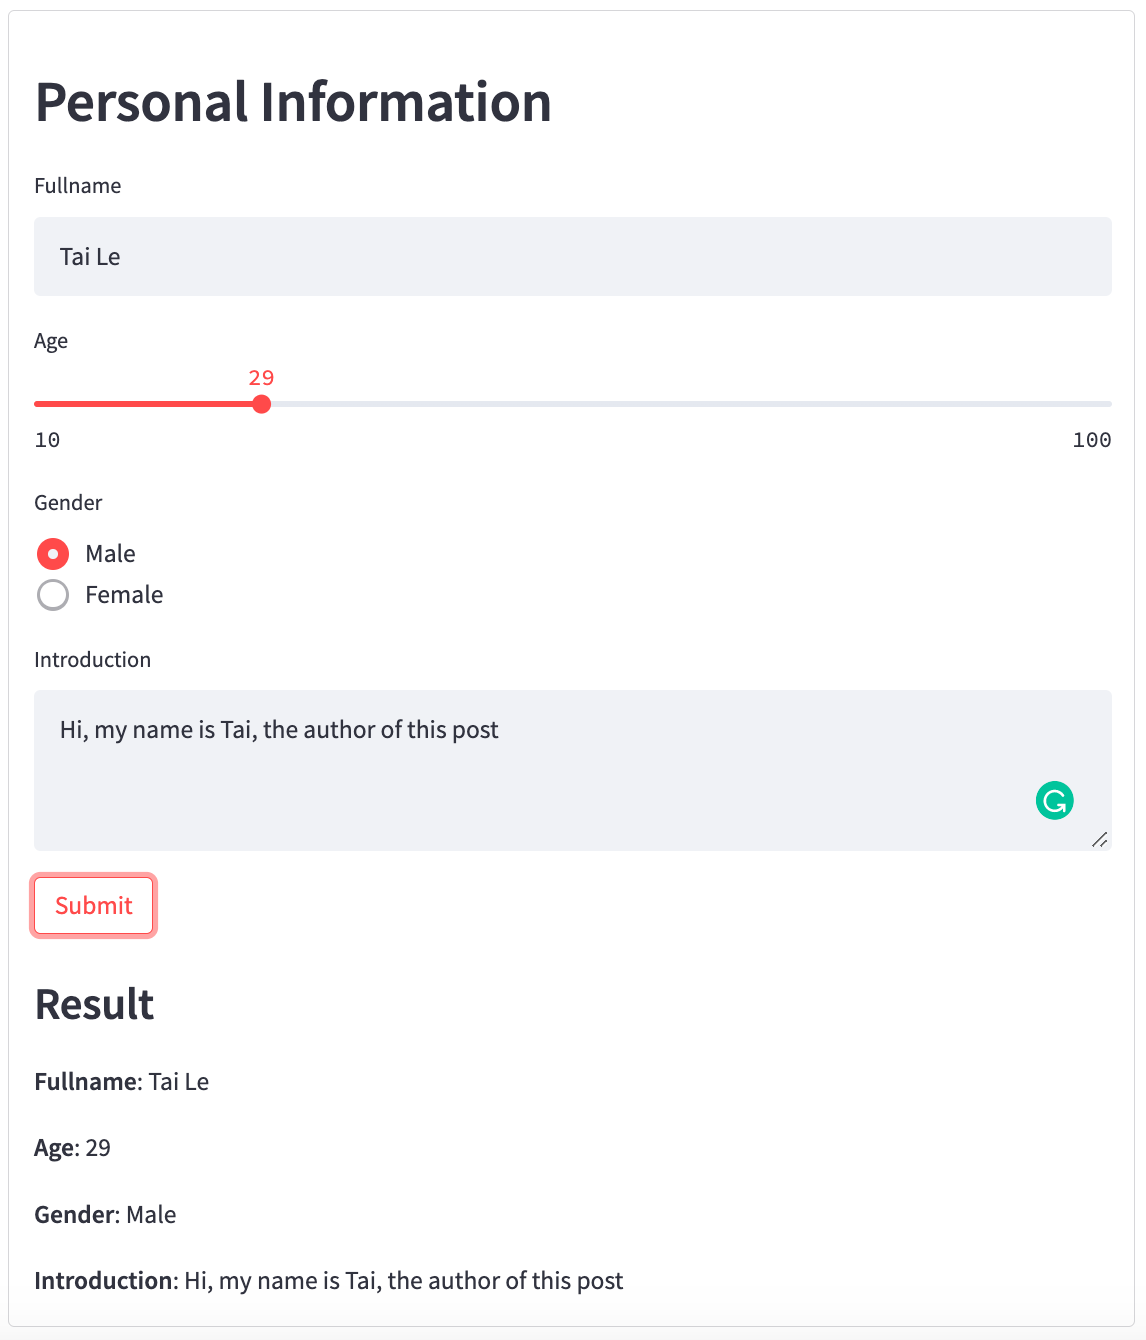 Personal Information
Fullname
Tai Le
Age
29
10 100
Gender
Male
Female
Introduction
Hi, my name is Tai, the author of this post
Submit
Result
Fullname: Tai Le
Age: 29
Gender: Male
Introduction: Hi, my name is Tai, the author of this post